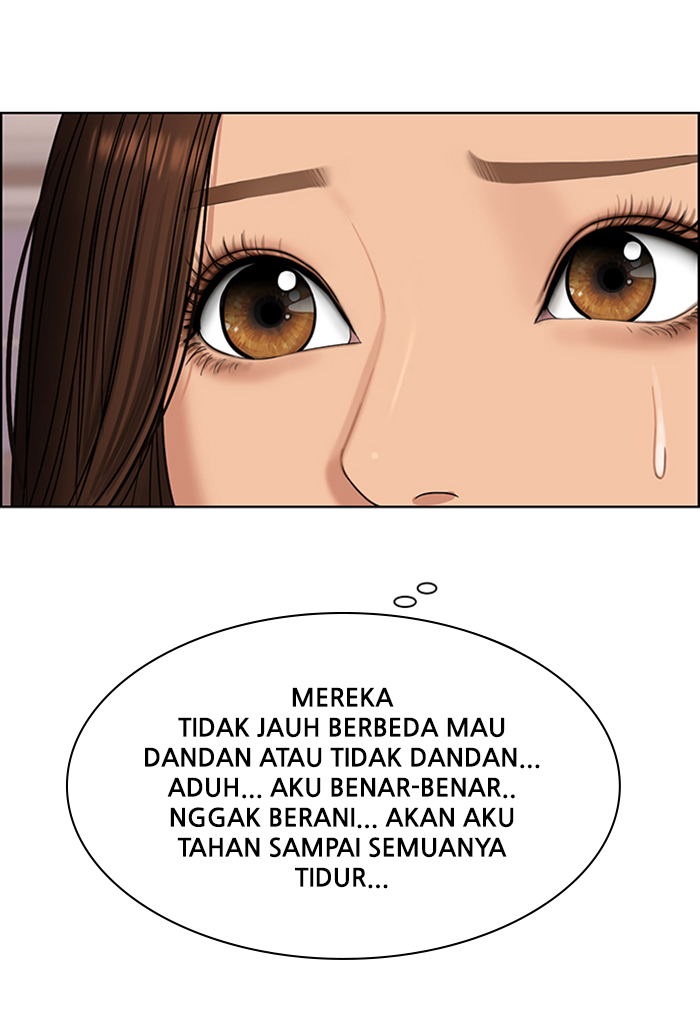 MEREKA
TIDAK JAUH BERBEDA MAU
DANDAN ATAU TIDAK DANDAN...
ADUH... AKU BENAR-BENAR..
NGGAK BERANI... AKAN AKU
TAHAN SAMPAI SEMUANYA
TIDUR...